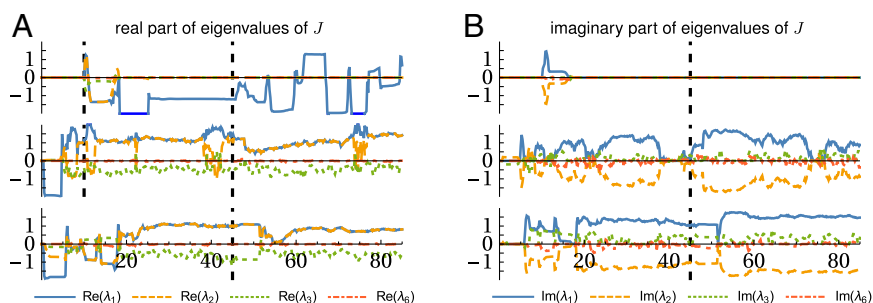 A
real part of eigenvalues of J
1
0
−1
1
0
−1
1
0
−1
20 40 60 80
Re(λ1) Re(λ2) Re(λ3) Re(λ6)
B
imaginary part of eigenvalues of J
1
0
−1
1
0
−1
1
0
−1
20 40 60 80
Im(λ1) Im(λ2) Im(λ3) Im(λ6)